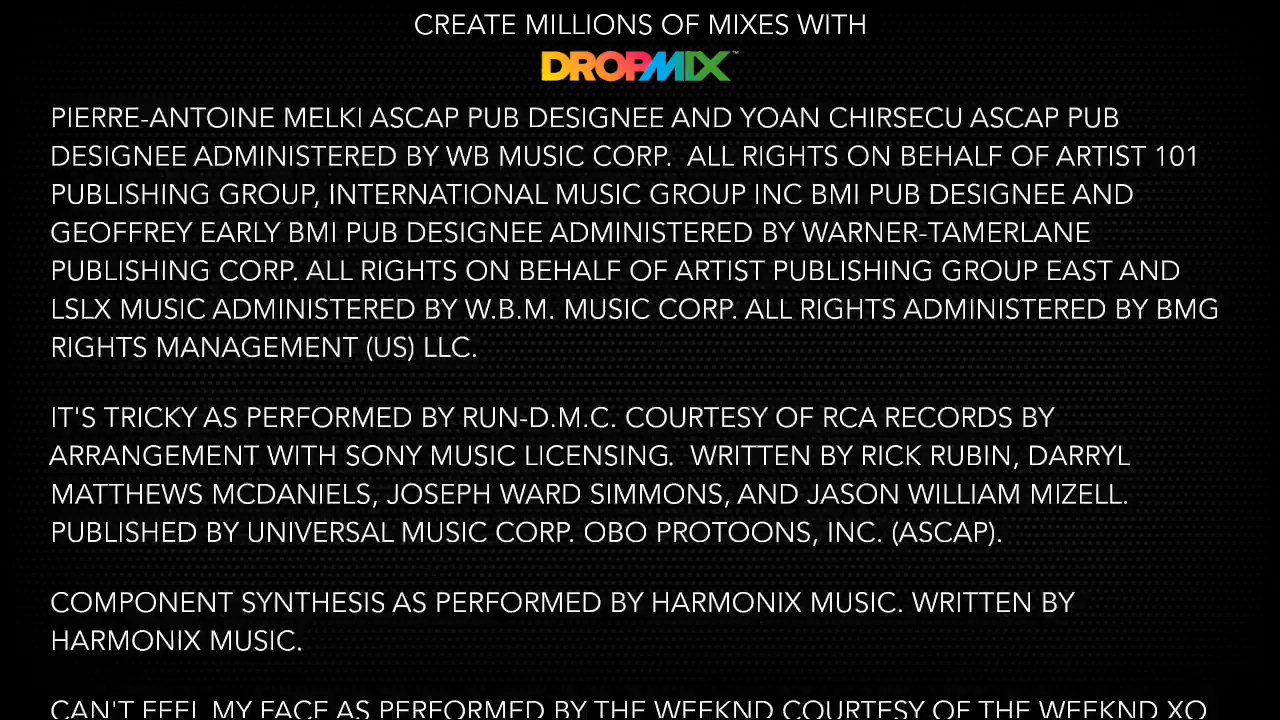 CREATE MILLIONS OF MIXES WITH
DROPMIX™
PIERRE-ANTOINE MELKI ASCAP PUB DESIGNEE AND YOAN CHIRSECU ASCAP PUB
DESIGNEE ADMINISTERED BY WB MUSIC CORP.  ALL RIGHTS ON BEHALF OF ARTIST 101
PUBLISHING GROUP, INTERNATIONAL MUSIC GROUP INC BMI PUB DESIGNEE AND
GEOFFREY EARLY BMI PUB DESIGNEE ADMINISTERED BY WARNER-TAMERLANE
PUBLISHING CORP. ALL RIGHTS ON BEHALF OF ARTIST PUBLISHING GROUP EAST AND
LSLX MUSIC ADMINISTERED BY W.B.M. MUSIC CORP. ALL RIGHTS ADMINISTERED BY BMG
RIGHTS MANAGEMENT (US) LLC.
IT'S TRICKY AS PERFORMED BY RUN-D.M.C. COURTESY OF RCA RECORDS BY
ARRANGEMENT WITH SONY MUSIC LICENSING.  WRITTEN BY RICK RUBIN, DARRYL
MATTHEWS MCDANIELS, JOSEPH WARD SIMMONS, AND JASON WILLIAM MIZELL.
PUBLISHED BY UNIVERSAL MUSIC CORP. OBO PROTOONS, INC. (ASCAP).
COMPONENT SYNTHESIS AS PERFORMED BY HARMONIX MUSIC. WRITTEN BY
HARMONIX MUSIC.
CAN'T FEEL MY FACE AS PERFORMED BY THE WEEKND COURTESY OF THE WEEKND XO